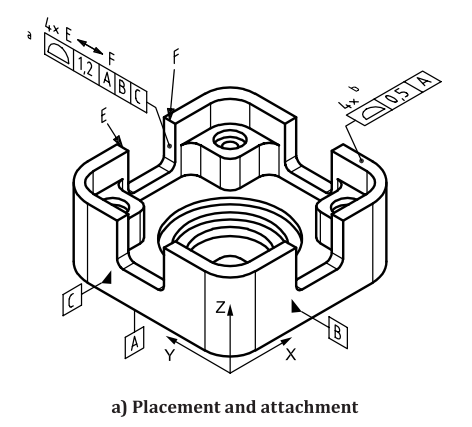 a
4x E ↔ F
⌓ 1,2 A B C
F
E
b
4x
⌓ 0,5 A
C
A
B
Z
Y
X
a) Placement and attachment